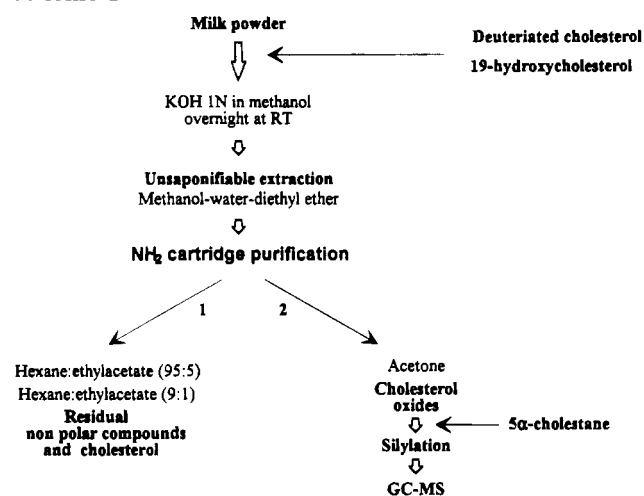 Milk powder
Deuteriated cholesterol
19-hydroxycholesterol
KOH 1N in methanol
overnight at RT
Unsaponifiable extraction
Methanol-water-diethyl ether
NH2 cartridge purification
1
2
Hexane:ethylacetate (95:5)
Hexane:ethylacetate (9:1)
Residual
non polar compounds
and cholesterol
Acetone
Cholesterol
oxides
5α-cholestane
Silylation
GC-MS